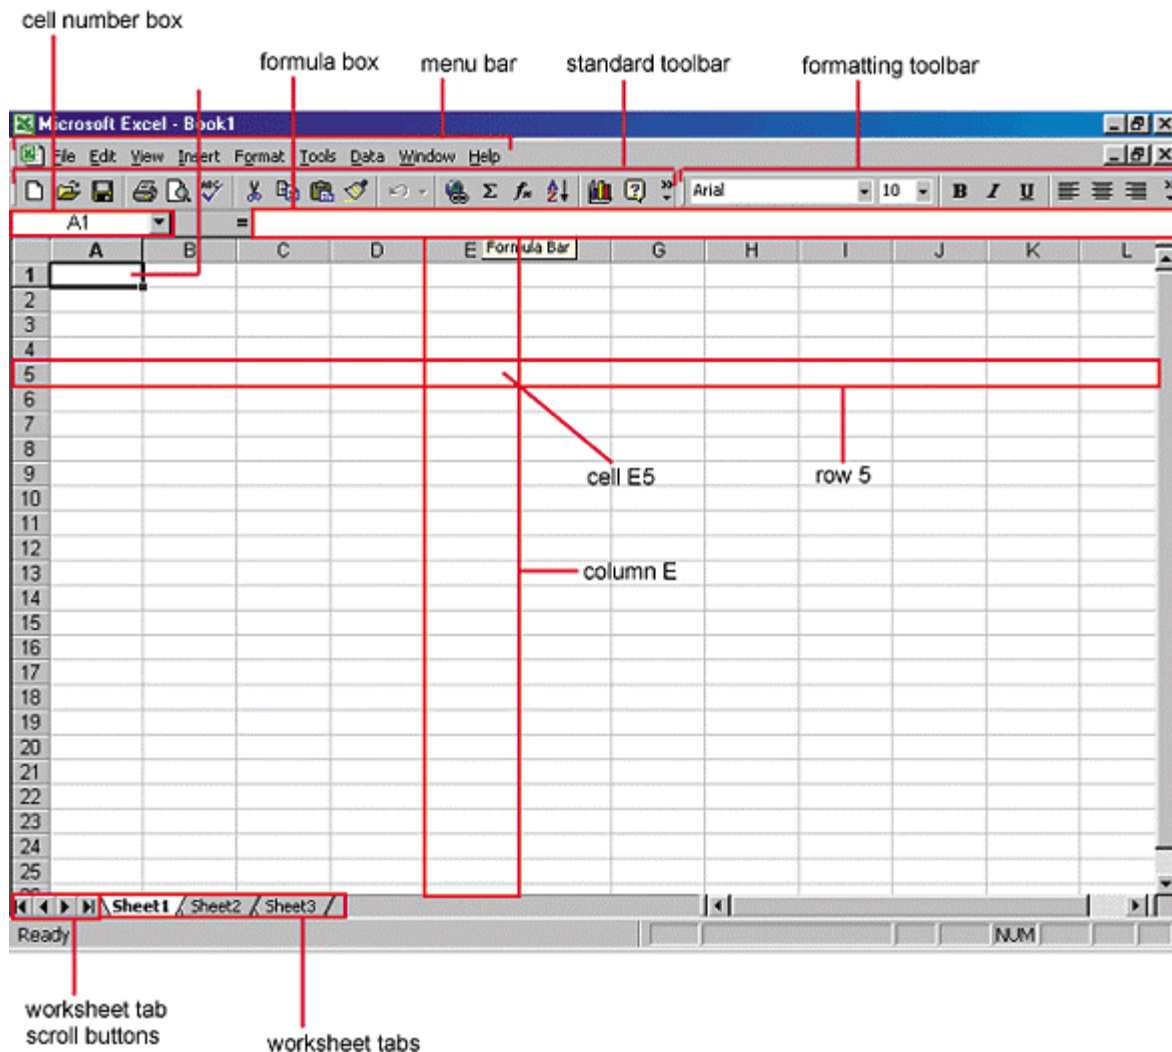 cell number box
formula box
menu bar
standard toolbar
formatting toolbar
Microsoft Excel - Book1
File Edit View Insert Format Tools Data Window Help
Arial 10 B I U
A1 =
Formula Bar
A B C D E G H I J K L
1
2
3
4
5
6
7
8
9
10
11
12
13
14
15
16
17
18
19
20
21
22
23
24
25
cell E5
row 5
column E
Sheet1 Sheet2 Sheet3
Ready
NUM
worksheet tab
scroll buttons
worksheet tabs